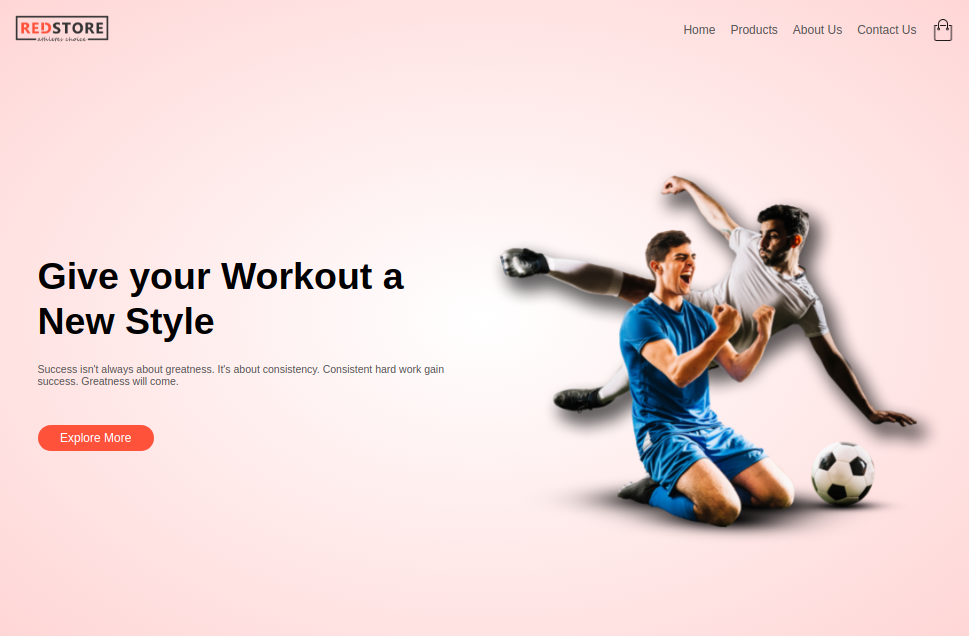 REDSTORE
athletes choice
Home Products About Us Contact Us
Give your Workout a
New Style
Success isn't always about greatness. It's about consistency. Consistent hard work gain
success. Greatness will come.
Explore More